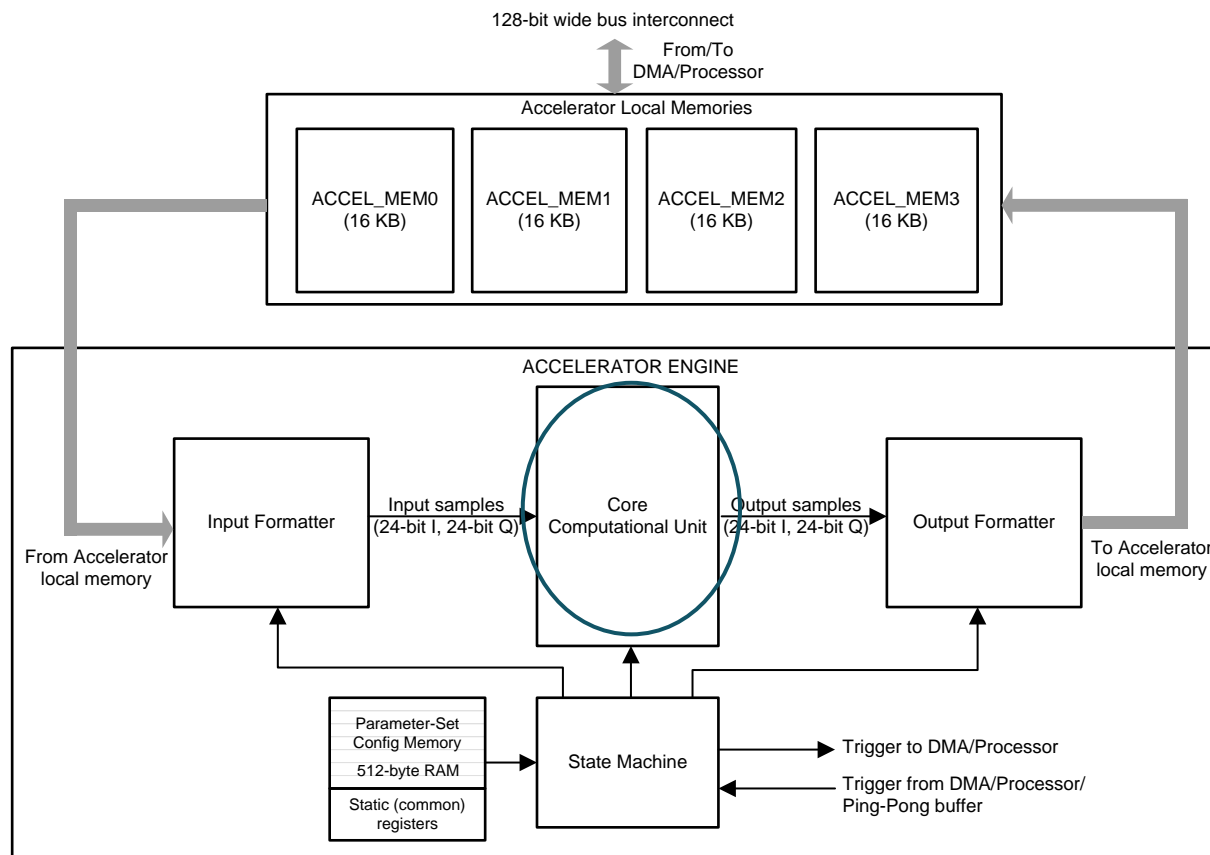 128-bit wide bus interconnect
From/To
DMA/Processor
Accelerator Local Memories
ACCEL_MEM0
(16 KB)
ACCEL_MEM1
(16 KB)
ACCEL_MEM2
(16 KB)
ACCEL_MEM3
(16 KB)
ACCELERATOR ENGINE
Input Formatter
Input samples
(24-bit I, 24-bit Q)
Core
Computational Unit
Output samples
(24-bit I, 24-bit Q)
Output Formatter
From Accelerator
local memory
To Accelerator
local memory
Parameter-Set
Config Memory
512-byte RAM
Static (common)
registers
State Machine
Trigger to DMA/Processor
Trigger from DMA/Processor/
Ping-Pong buffer